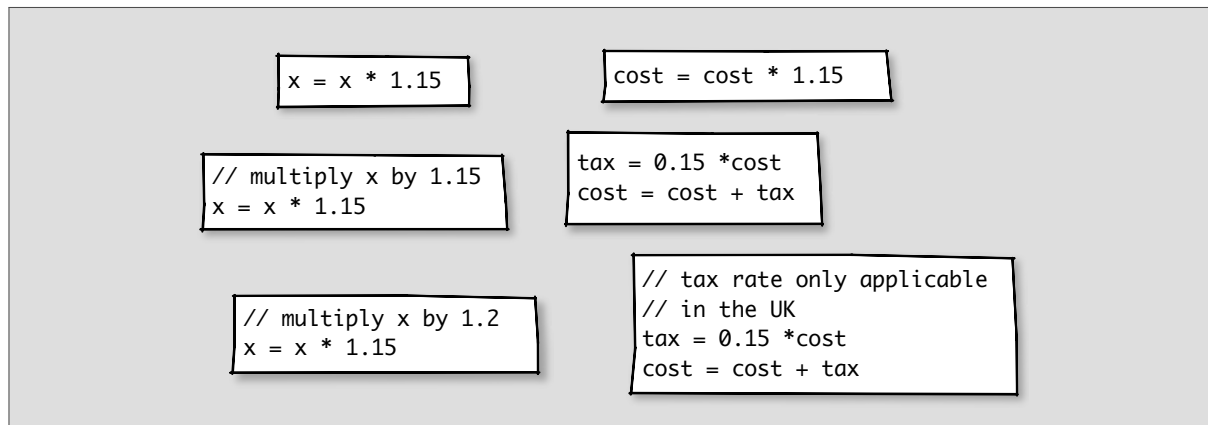 x = x * 1.15
cost = cost * 1.15
// multiply x by 1.15
x = x * 1.15
tax = 0.15 *cost
cost = cost + tax
// multiply x by 1.2
x = x * 1.15
// tax rate only applicable
// in the UK
tax = 0.15 *cost
cost = cost + tax